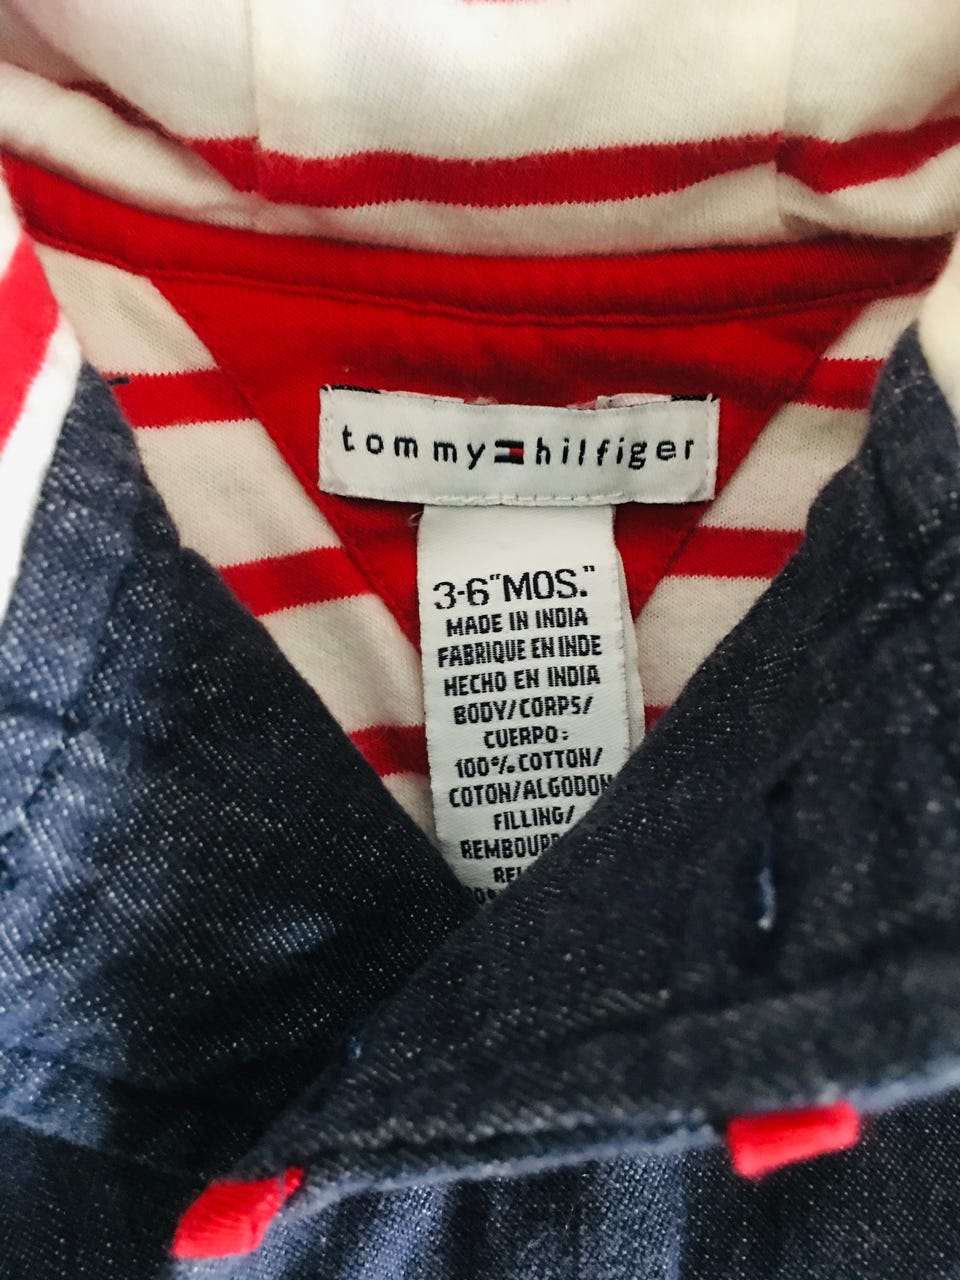 tommy hilfiger
3-6"MOS."
MADE IN INDIA
FABRIQUE EN INDE
HECHO EN INDIA
BODY/CORPS/
CUERPO:
100% COTTON/
COTON/ALGODON
FILLING/